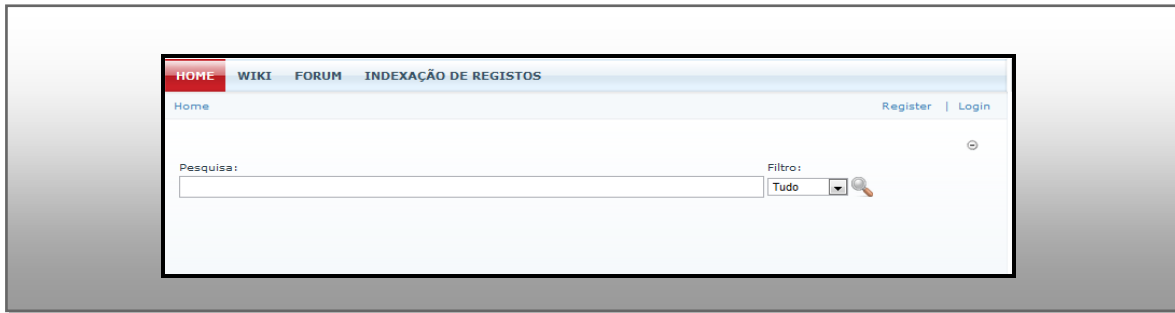 HOME WIKI FORUM INDEXAÇÃO DE REGISTOS
Home Register | Login
Pesquisa: Filtro:
Tudo